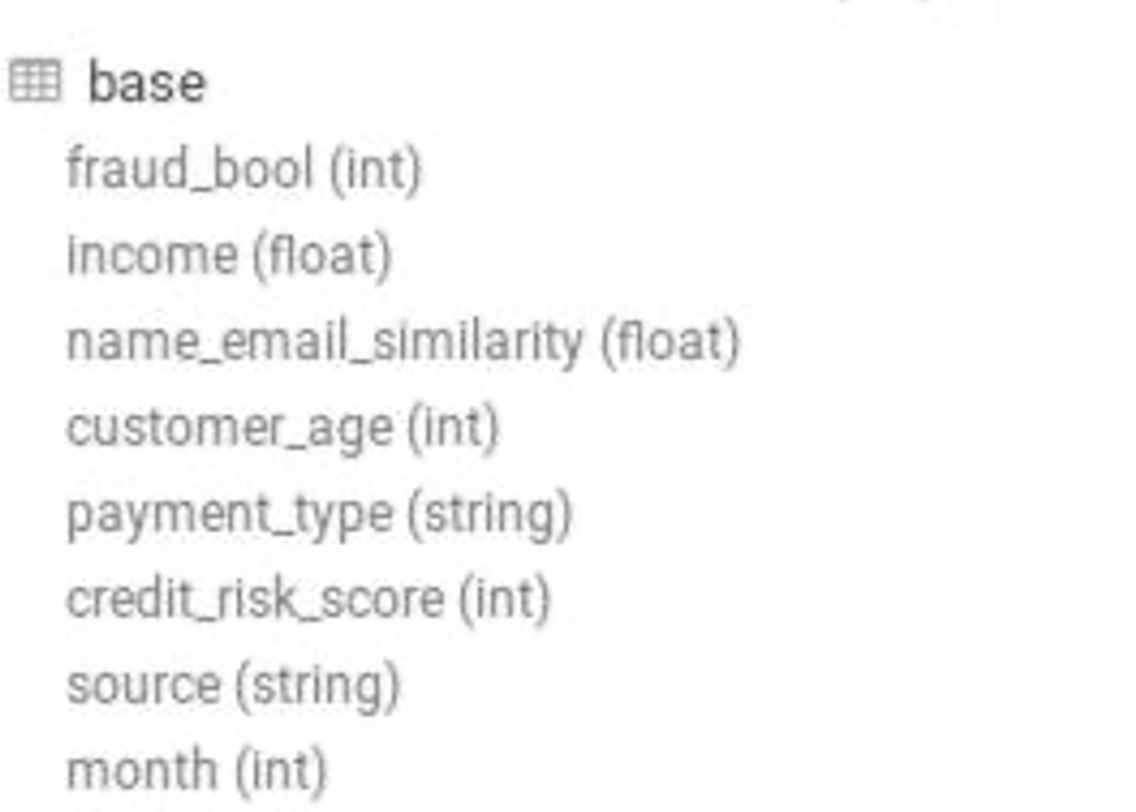 base
fraud_bool (int)
income (float)
name_email_similarity (float)
customer_age (int)
payment_type (string)
credit_risk_score (int)
source (string)
month (int)